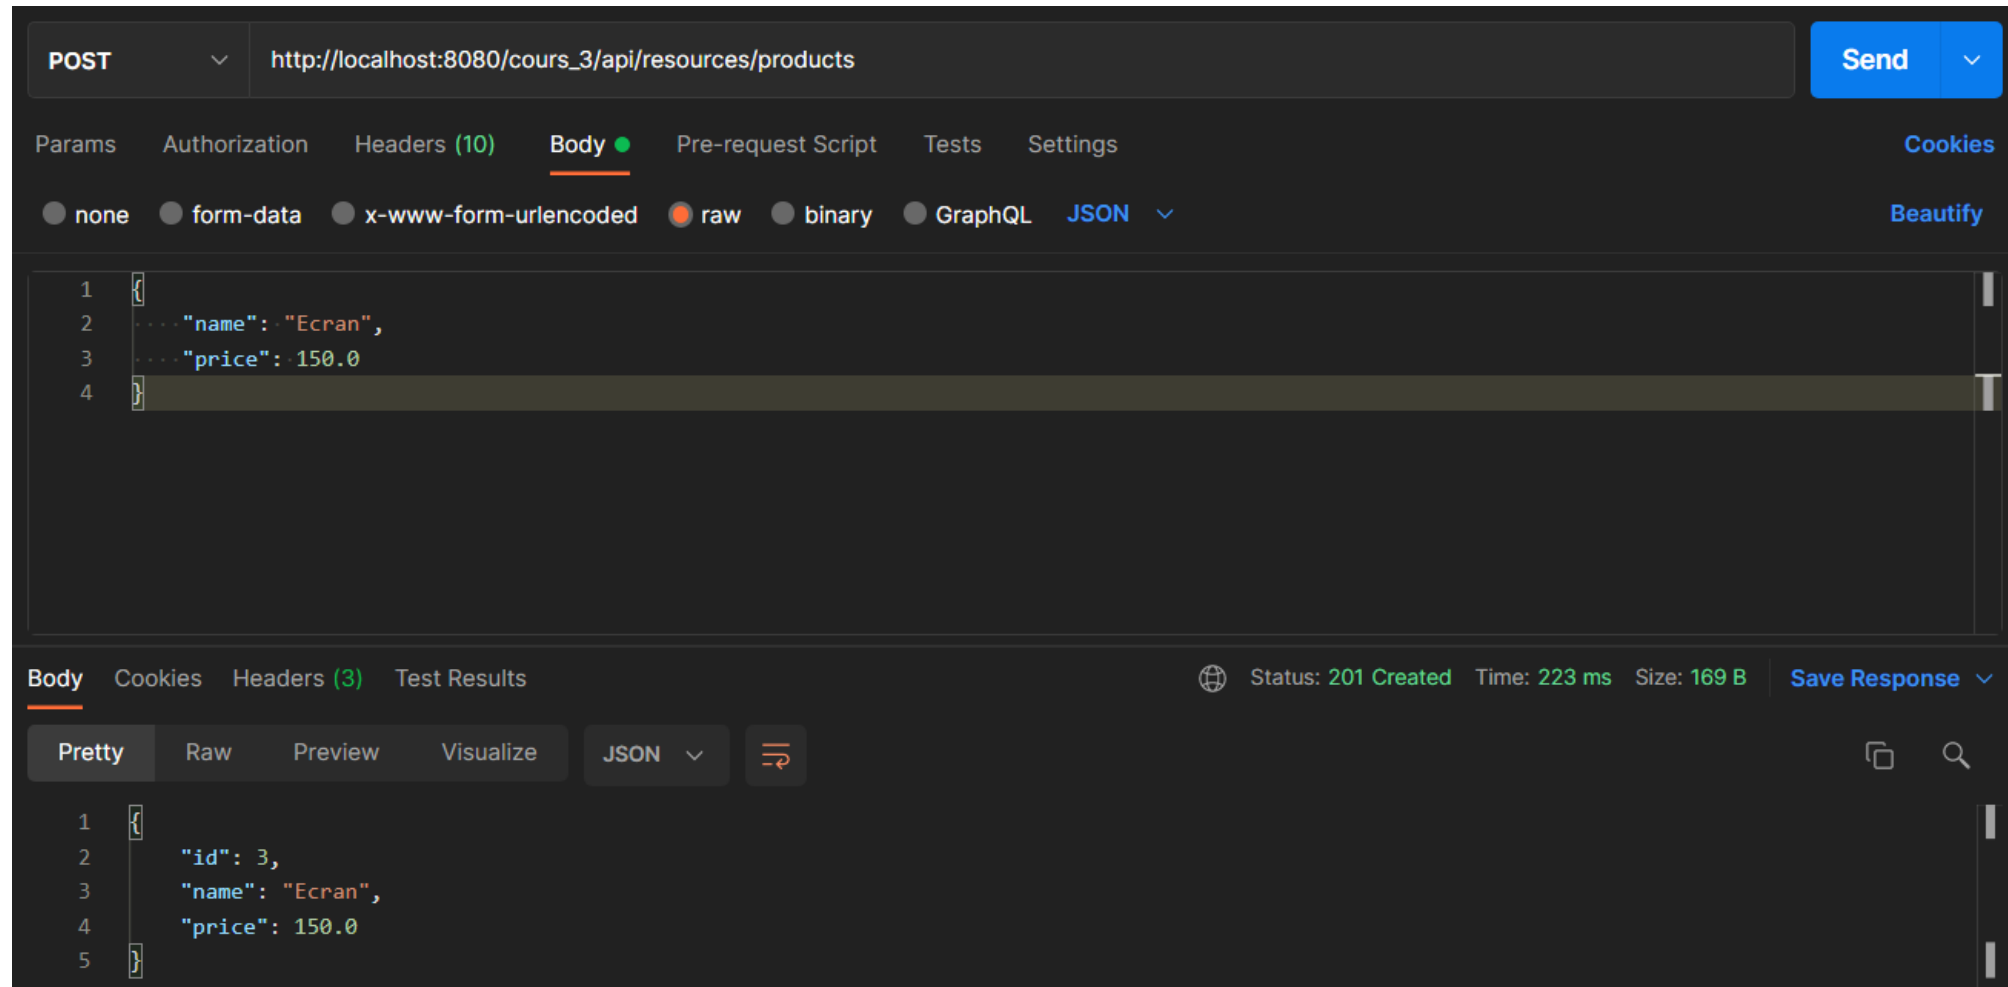 POST http://localhost:8080/cours_3/api/resources/products Send
Params Authorization Headers (10) Body Pre-request Script Tests Settings Cookies
none form-data x-www-form-urlencoded raw binary GraphQL JSON Beautify
1 {
2 "name": "Ecran",
3 "price": 150.0
4 }
Body Cookies Headers (3) Test Results Status: 201 Created Time: 223 ms Size: 169 B Save Response
Pretty Raw Preview Visualize JSON
1 {
2 "id": 3,
3 "name": "Ecran",
4 "price": 150.0
5 }